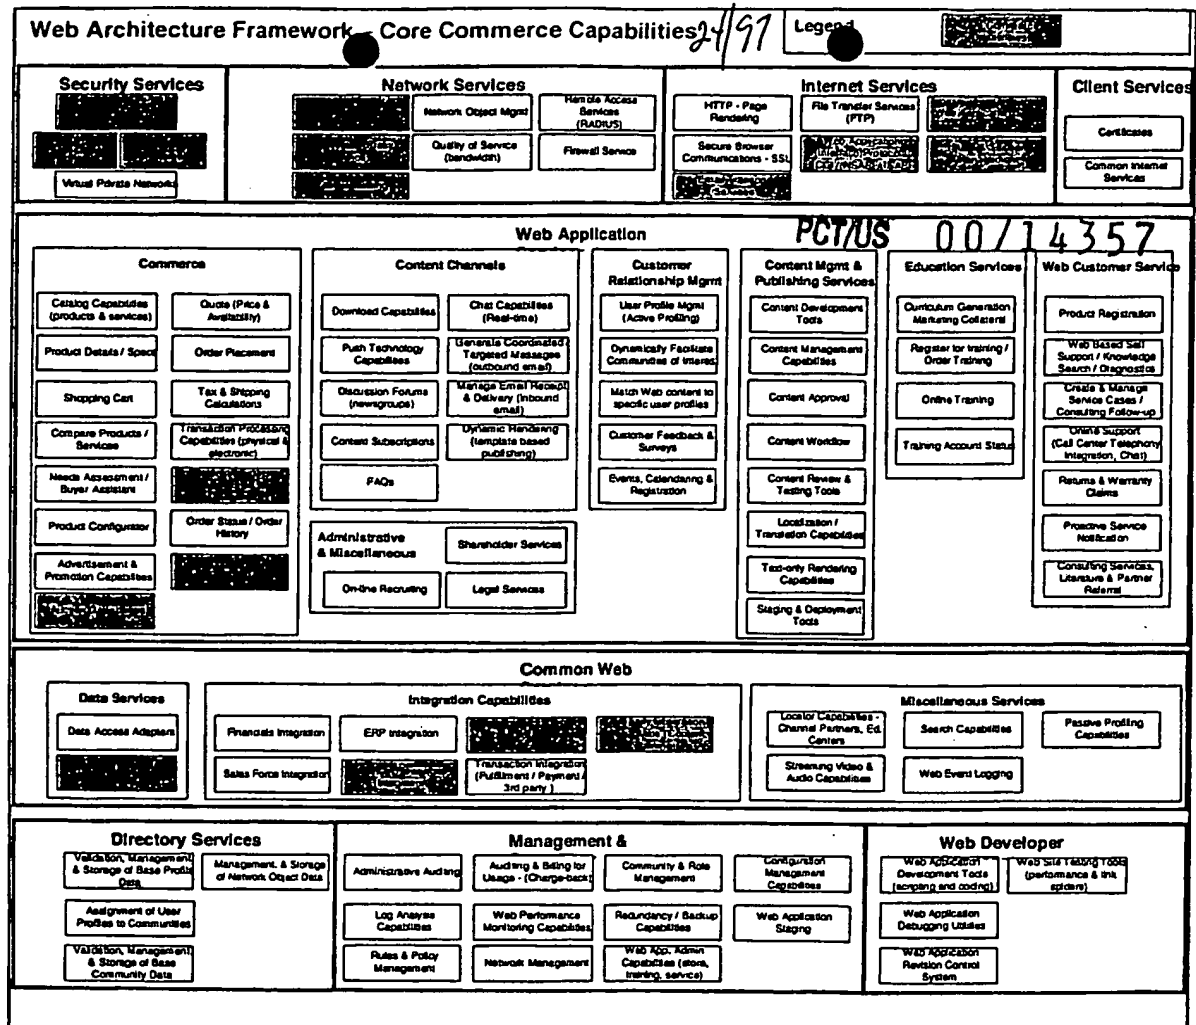 Web Architecture Framework - Core Commerce Capabilities
24/97
Legend
Security Services
Virtual Private Networks
Network Services
Network Object Mgmt
Remote Access
Services
(RADIUS)
Quality of Service
(bandwidth)
Firewall Service
Internet Services
HTTP - Page
Rendering
File Transfer Services
(FTP)
Secure Browser
Communications - SSL
Client Services
Certificates
Common Internet
Services
PCT/US 00/14357
Web Application
Commerce
Catalog Capabilities
(products & services)
Quote (Price &
Availability)
Product Details / Specs
Order Placement
Shopping Cart
Tax & Shipping
Calculations
Compare Products /
Services
Transaction Processing
Capabilities (physical &
electronic)
Needs Assessment /
Buyer Assistant
Product Configurator
Order Status / Order
History
Advertisement &
Promotion Capabilities
Content Channels
Download Capabilities
Chat Capabilities
(Real-time)
Push Technology
Capabilities
Generate Coordinated /
Targeted Messages
(outbound email)
Discussion Forums
(newsgroups)
Manage Email Receipt
& Delivery (inbound
email)
Content Subscriptions
Dynamic Rendering
(template based
publishing)
FAQs
Administrative
& Miscellaneous
Shareholder Services
On-line Recruiting
Legal Services
Customer
Relationship Mgmt
User Profile Mgmt
(Active Profiling)
Dynamically Facilitate
Communities of Interest
Match Web content to
specific user profiles
Customer Feedback &
Surveys
Events, Calendaring &
Registration
Content Mgmt &
Publishing Services
Content Development
Tools
Content Management
Capabilities
Content Approval
Content Workflow
Content Review &
Testing Tools
Localization /
Translation Capabilities
Text-only Rendering
Capabilities
Staging & Deployment
Tools
Education Services
Curriculum Generation
Marketing Collateral
Register for training /
Order Training
Online Training
Training Account Status
Web Customer Service
Product Registration
Web Based Self
Support / Knowledge
Search / Diagnostics
Create & Manage
Service Cases /
Consulting Follow-up
Online Support
(Call Center Telephony
Integration, Chat)
Returns & Warranty
Claims
Proactive Service
Notification
Consulting Services,
Literature & Partner
Referral
Common Web
Data Services
Data Access Adapters
Integration Capabilities
Financials Integration
ERP Integration
Sales Force Integration
Transaction Integration
(Fulfillment / Payment /
3rd party )
Miscellaneous Services
Locator Capabilities -
Channel Partners, Ed.
Centers
Search Capabilities
Passive Profiling
Capabilities
Streaming Video &
Audio Capabilities
Web Event Logging
Directory Services
Validation, Management,
& Storage of Base Profile
Data
Management, & Storage
of Network Object Data
Assignment of User
Profiles to Communities
Validation, Management,
& Storage of Base
Community Data
Management &
Administrative Auditing
Auditing & Billing for
Usage - (Charge-back)
Community & Role
Management
Configuration
Management
Capabilities
Log Analysis
Capabilities
Web Performance
Monitoring Capabilities
Redundancy / Backup
Capabilities
Web Application
Staging
Rules & Policy
Management
Network Management
Web App. Admin
Capabilities (store,
training, service)
Web Developer
Web Application
Development Tools
(scripting and coding)
Web Site Testing Tools
(performance & link
spiders)
Web Application
Debugging Utilities
Web Application
Revision Control
System